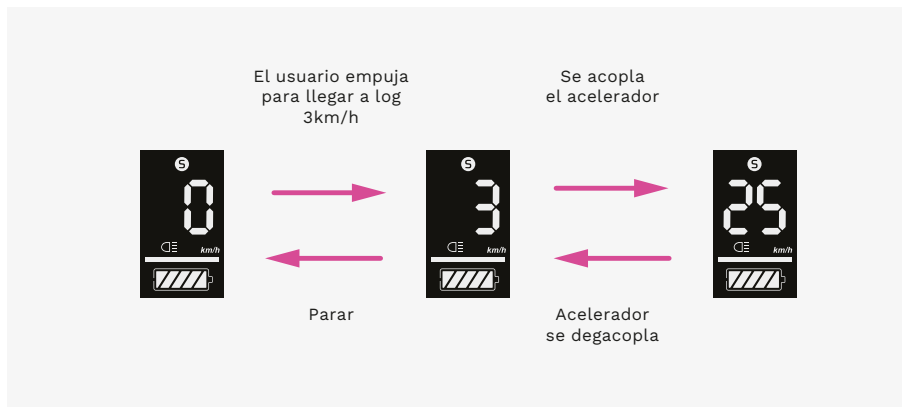 El usuario empuja
para llegar a log
3km/h
Se acopla
el acelerador
S
0
km/h
S
3
km/h
S
25
km/h
Parar
Acelerador
se degacopla